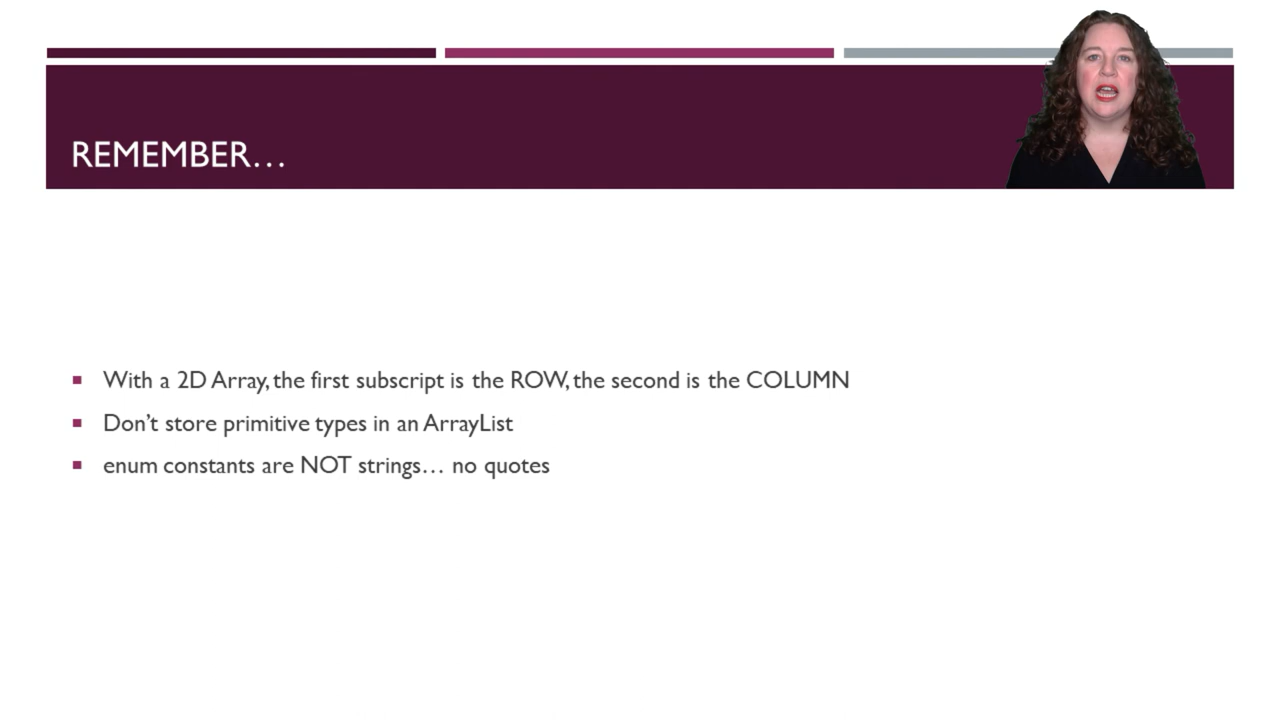 REMEMBER…
With a 2D Array, the first subscript is the ROW, the second is the COLUMN
Don’t store primitive types in an ArrayList
enum constants are NOT strings… no quotes